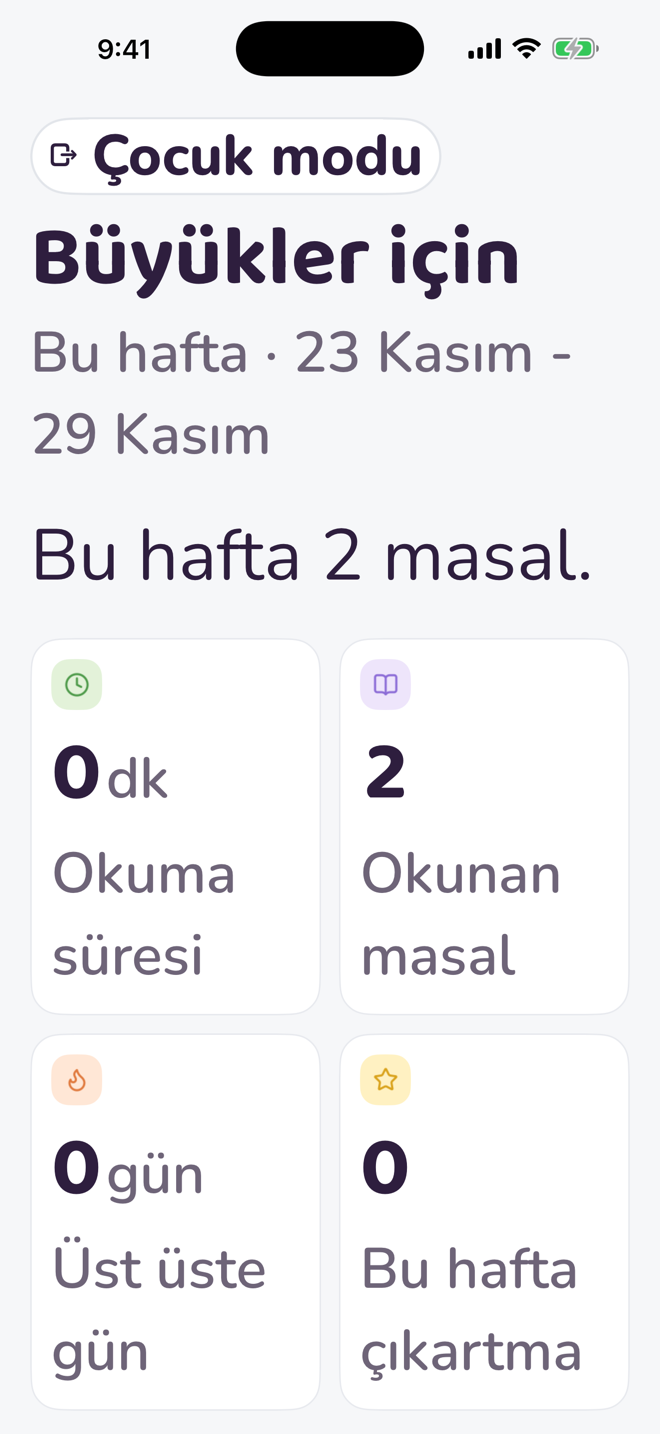 9:41
Çocuk modu
Büyükler için
Bu hafta · 23 Kasım -
29 Kasım
Bu hafta 2 masal.
0 dk
Okuma
süresi
2
Okunan
masal
0 gün
Üst üste
gün
0
Bu hafta
çıkartma